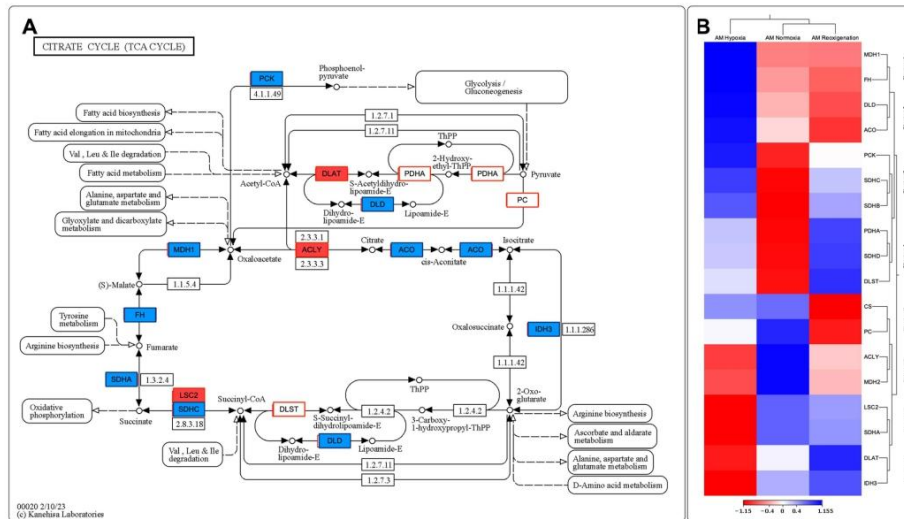 A
CITRATE CYCLE (TCA CYCLE)
PCK
4.1.1.49
Phosphoenol-
pyruvate
Glycolysis /
Gluconeogenesis
Fatty acid biosynthesis
Fatty acid elongation in mitochondria
Val , Leu & Ile degradation
Fatty acid metabolism
Alanine, aspartate and
glutamate metabolism
Glyoxylate and dicarboxylate
metabolism
1.2.7.1
1.2.7.11
ThPP
2-Hydroxy-
ethyl-ThPP
DLAT
PDHA
PDHA
Acetyl-CoA
S-Acetyldihydro-
lipoamide-E
Pyruvate
DLD
Dihydro-
lipoamide-E
Lipoamide-E
PC
2.3.3.1
ACLY
2.3.3.3
MDH1
Oxaloacetate
Citrate
ACO
cis-Aconitate
ACO
Isocitrate
(S)-Malate
1.1.5.4
1.1.1.42
FH
Tyrosine
metabolism
Arginine biosynthesis
Fumarate
Oxalosuccinate
IDH3
1.1.1.286
1.1.1.42
SDHA
1.3.2.4
LSC2
SDHC
2.8.3.18
Oxidative
phosphorylation
Succinate
Succinyl-CoA
DLST
S-Succinyl-
dihydrolipoamide-E
ThPP
1.2.4.2
1.2.4.2
3-Carboxy-
1-hydroxypropyl-ThPP
2-Oxo-
glutarate
DLD
Dihydro-
lipoamide-E
Lipoamide-E
Val , Leu & Ile
degradation
1.2.7.11
1.2.7.3
Arginine biosynthesis
Ascorbate and aldarate
metabolism
Alanine, aspartate and
glutamate metabolism
D-Amino acid metabolism
00020 2/10/23
(c) Kanehisa Laboratories
B
AM Hypoxia AM Normoxia AM Reoxigenation
MDH1
FH
DLD
ACO
PCK
SDHC
SDHB
PDHA
SDHD
DLST
CS
PC
ACLY
MDH2
LSC2
SDHA
DLAT
IDH3
-1.15 -0.4 0 0.4 1.155